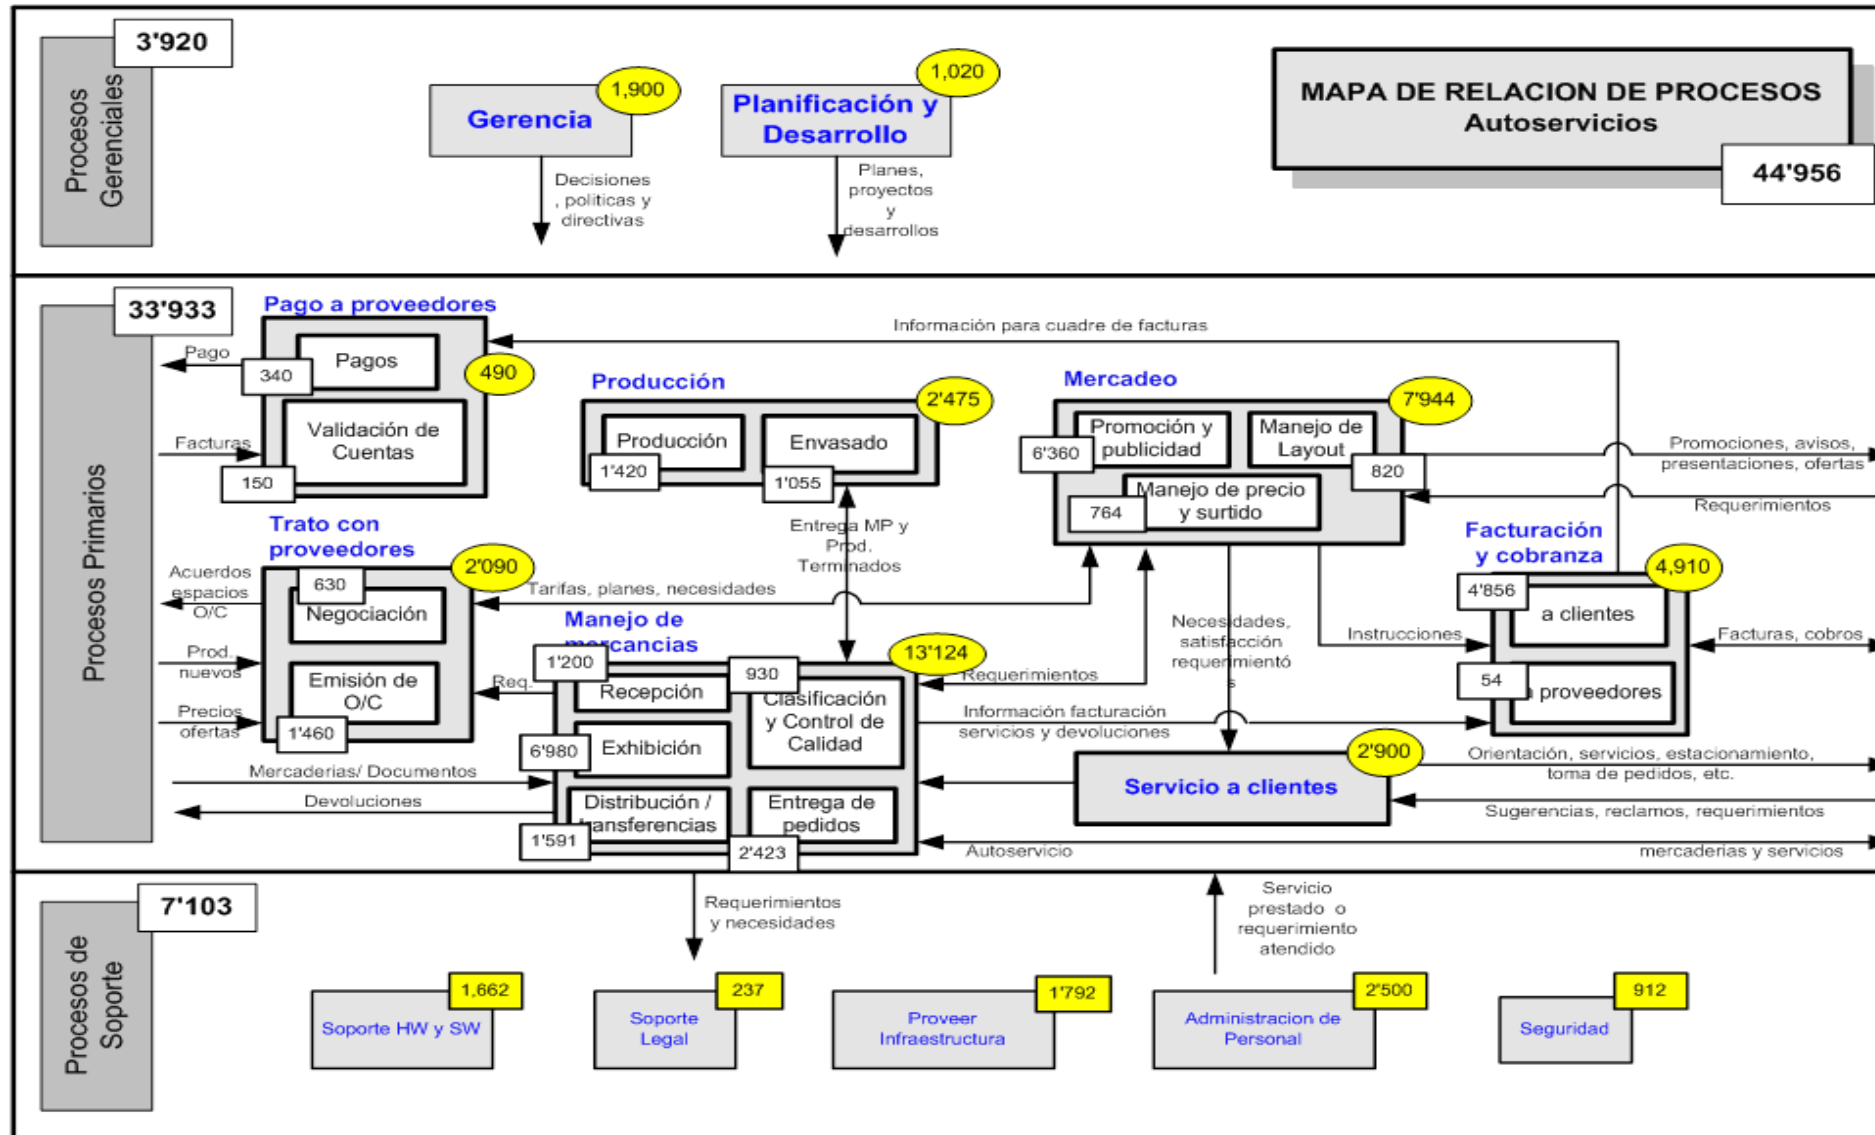 3'920
Procesos
Gerenciales
1,900
Gerencia
Decisiones
, politicas y
directivas
1,020
Planificación y
Desarrollo
Planes,
proyectos
y
desarrollos
MAPA DE RELACION DE PROCESOS
Autoservicios
44'956
33'933
Procesos Primarios
Pago a proveedores
Pago
Pagos
340
490
Facturas
Validación de
Cuentas
150
Información para cuadre de facturas
Producción
2'475
Producción
1'420
Envasado
1'055
Entrega MP y
Prod.
Terminados
Mercadeo
7'944
Promoción y
publicidad
6'360
Manejo de
Layout
820
Manejo de precio
y surtido
764
Promociones, avisos,
presentaciones, ofertas
Requerimientos
Trato con
proveedores
2'090
630
Negociación
Emisión de
O/C
1'460
Acuerdos
espacios
O/C
Prod.
nuevos
Precios
ofertas
Tarifas, planes, necesidades
Req.
Manejo de
mercancias
13'124
1'200
Recepción
930
Clasificación
y Control de
Calidad
6'980
Exhibición
Distribución /
transferencias
1'591
Entrega de
pedidos
2'423
Mercaderias/ Documentos
Devoluciones
Requerimientos
Información facturación
servicios y devoluciones
Necesidades,
satisfacción
requerimientó
s
Instrucciones
Facturación
y cobranza
4,910
4'856
a clientes
54
a proveedores
Facturas, cobros
Servicio a clientes
2'900
Orientación, servicios, estacionamiento,
toma de pedidos, etc.
Sugerencias, reclamos, requerimientos
Autoservicio
mercaderías y servicios
7'103
Procesos de
Soporte
Requerimientos
y necesidades
Servicio
prestado o
requerimiento
atendido
1,662
Soporte HW y SW
237
Soporte
Legal
1'792
Proveer
Infraestructura
2'500
Administracion de
Personal
912
Seguridad